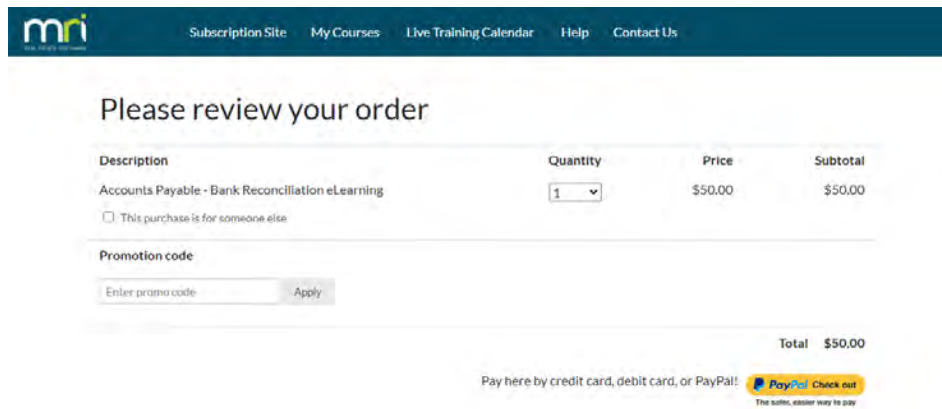 mri
Subscription Site My Courses Live Training Calendar Help Contact Us
Please review your order
Description Quantity Price Subtotal
Accounts Payable - Bank Reconciliation eLearning 1 $50.00 $50.00
This purchase is for someone else
Promotion code
Enter promo code Apply
Total $50.00
Pay here by credit card, debit card, or PayPal! PayPal Check out
The safer, easier way to pay